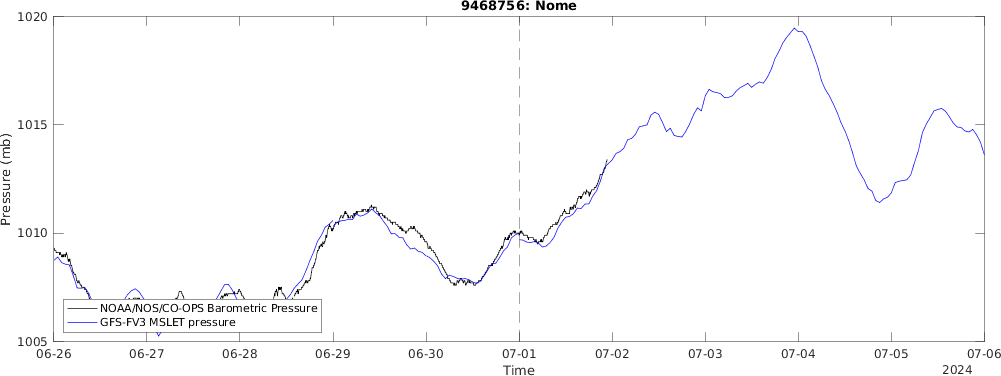 9468756: Nome
1020
1015
1010
1005
Pressure (mb)
NOAA/NOS/CO-OPS Barometric Pressure
GFS-FV3 MSLET pressure
06-26 06-27 06-28 06-29 06-30 07-01 07-02 07-03 07-04 07-05 07-06
Time
2024